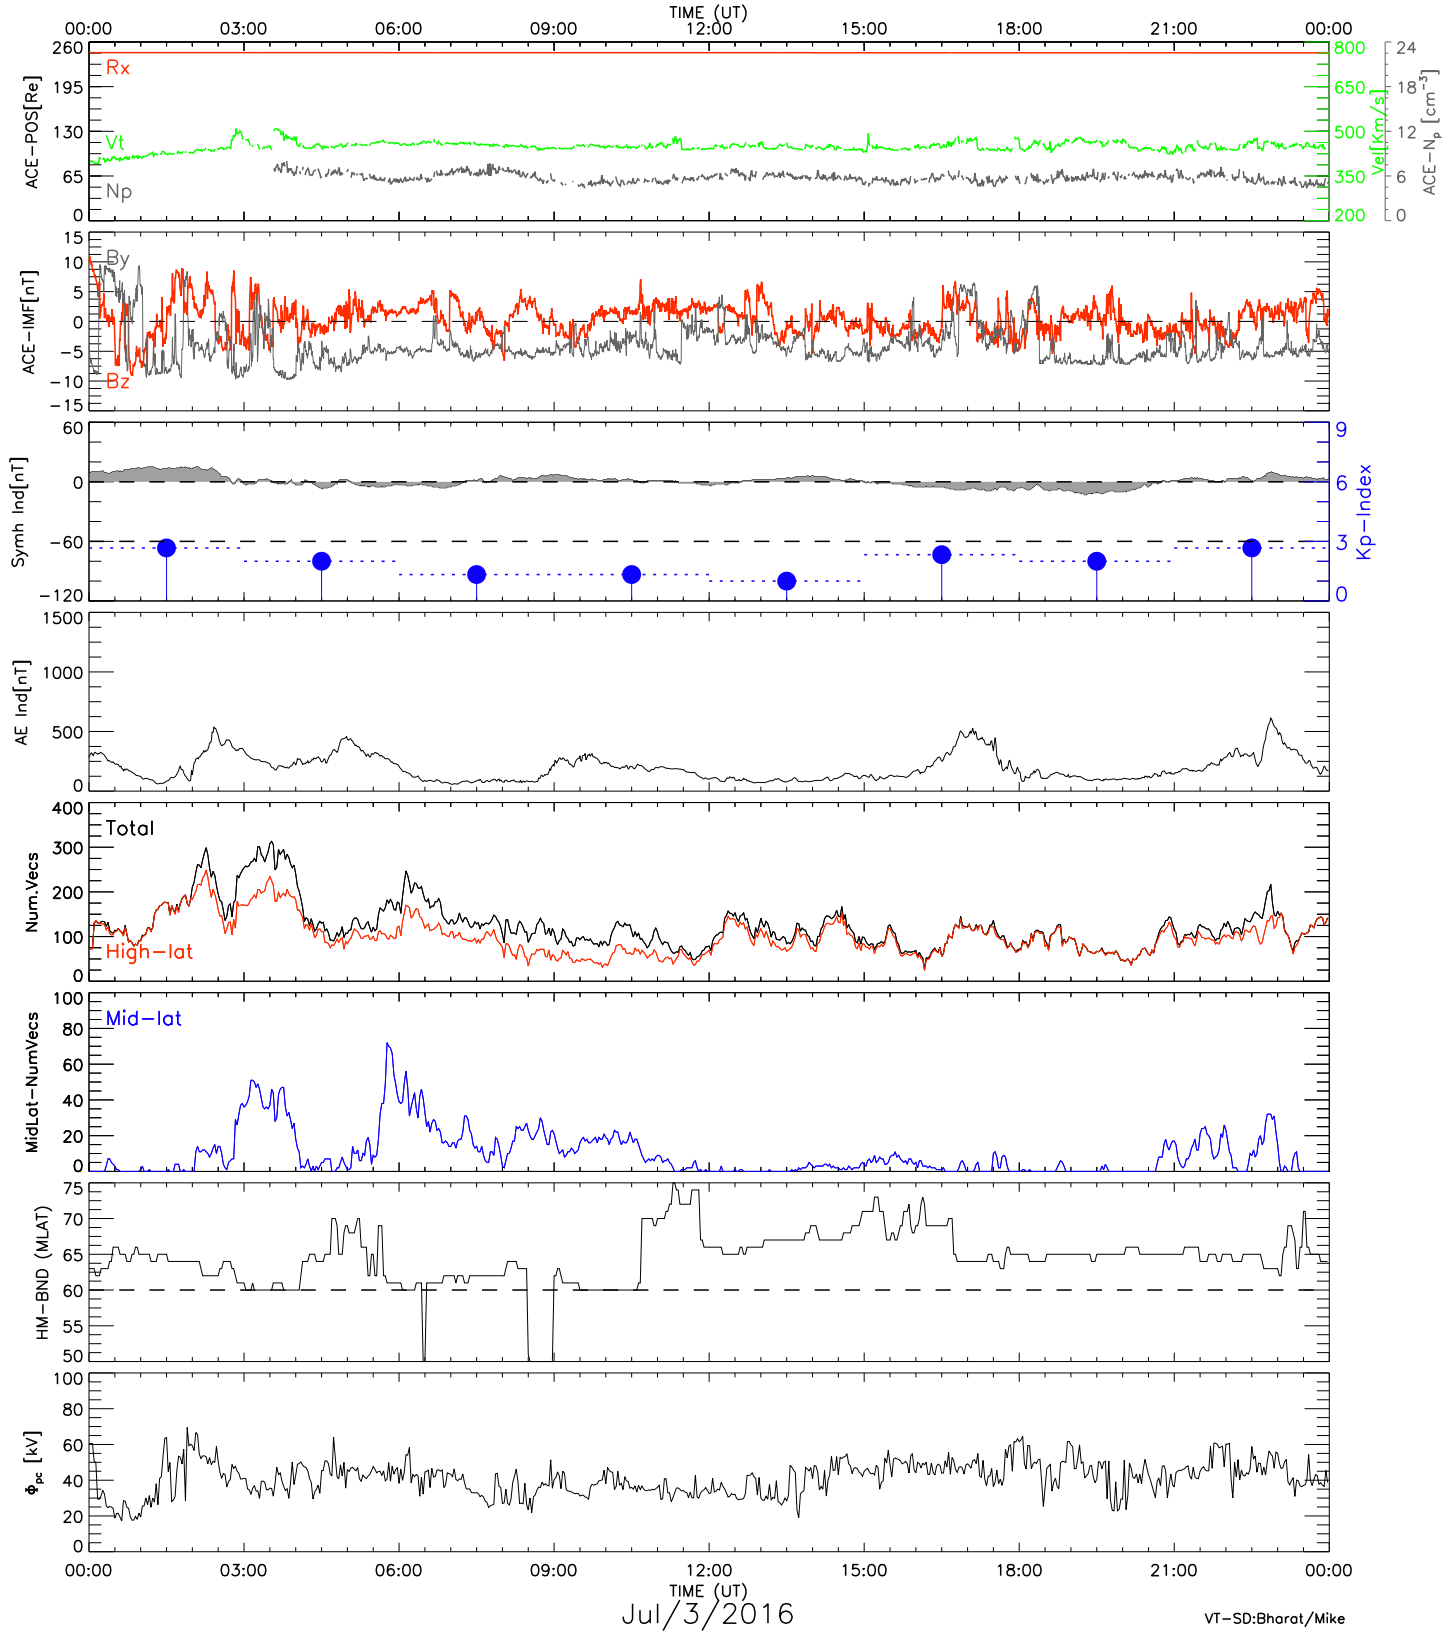 TIME (UT)
00:00 03:00 06:00 09:00 12:00 15:00 18:00 21:00 00:00
ACE-POS[Re]
260
195
130
65
0
Rx
Vt
Np
800
650
500
350
200
Vel[Km/s]
24
18
12
6
0
ACE-Np [cm-3]
ACE-IMF[nT]
15
10
5
0
-5
-10
-15
By
Bz
Symh Ind[nT]
60
0
-60
-120
9
6
3
0
Kp-Index
AE Ind[nT]
1500
1000
500
0
Num.Vecs
400
300
200
100
0
Total
High-lat
MidLat-NumVecs
100
80
60
40
20
0
Mid-lat
HM-BND (MLAT)
75
70
65
60
55
50
Φpc [kV]
100
80
60
40
20
0
00:00 03:00 06:00 09:00 12:00 15:00 18:00 21:00 00:00
TIME (UT)
Jul/3/2016
VT-SD:Bharat/Mike